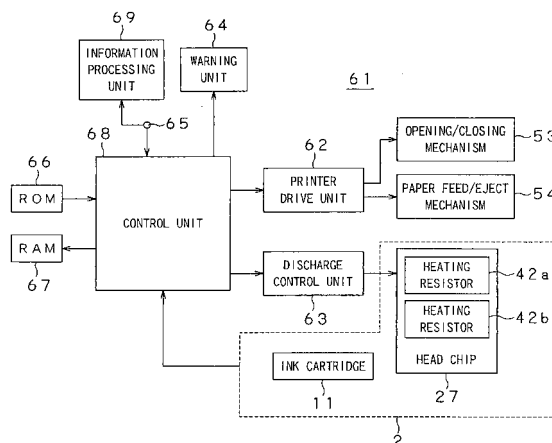 69
INFORMATION
PROCESSING
UNIT
64
WARNING
UNIT
61
65
68
CONTROL UNIT
62
PRINTER
DRIVE UNIT
OPENING/CLOSING
MECHANISM
53
PAPER FEED/EJECT
MECHANISM
54
66
ROM
RAM
67
DISCHARGE
CONTROL UNIT
63
HEATING
RESISTOR
42a
HEATING
RESISTOR
42b
HEAD CHIP
27
INK CARTRIDGE
11
2